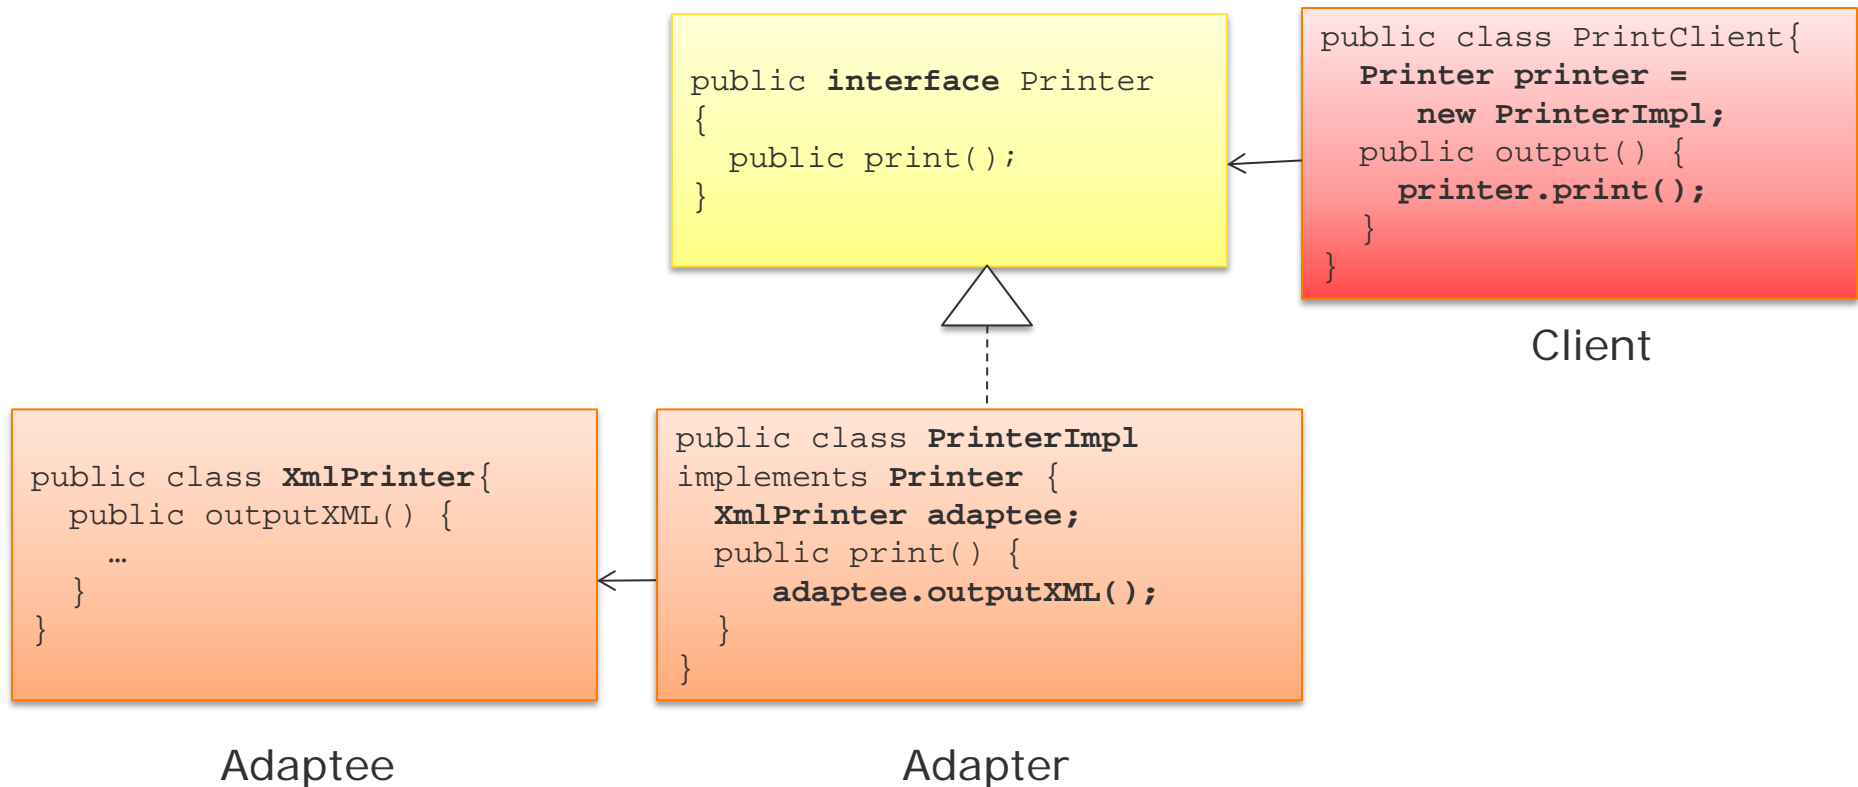 public interface Printer
{
  public print();
}
public class PrintClient{
  Printer printer =
     new PrinterImpl;
  public output() {
    printer.print();
  }
}
Client
public class XmlPrinter{
  public outputXML() {
    …
  }
}
Adaptee
public class PrinterImpl
implements Printer {
  XmlPrinter adaptee;
  public print() {
     adaptee.outputXML();
  }
}
Adapter